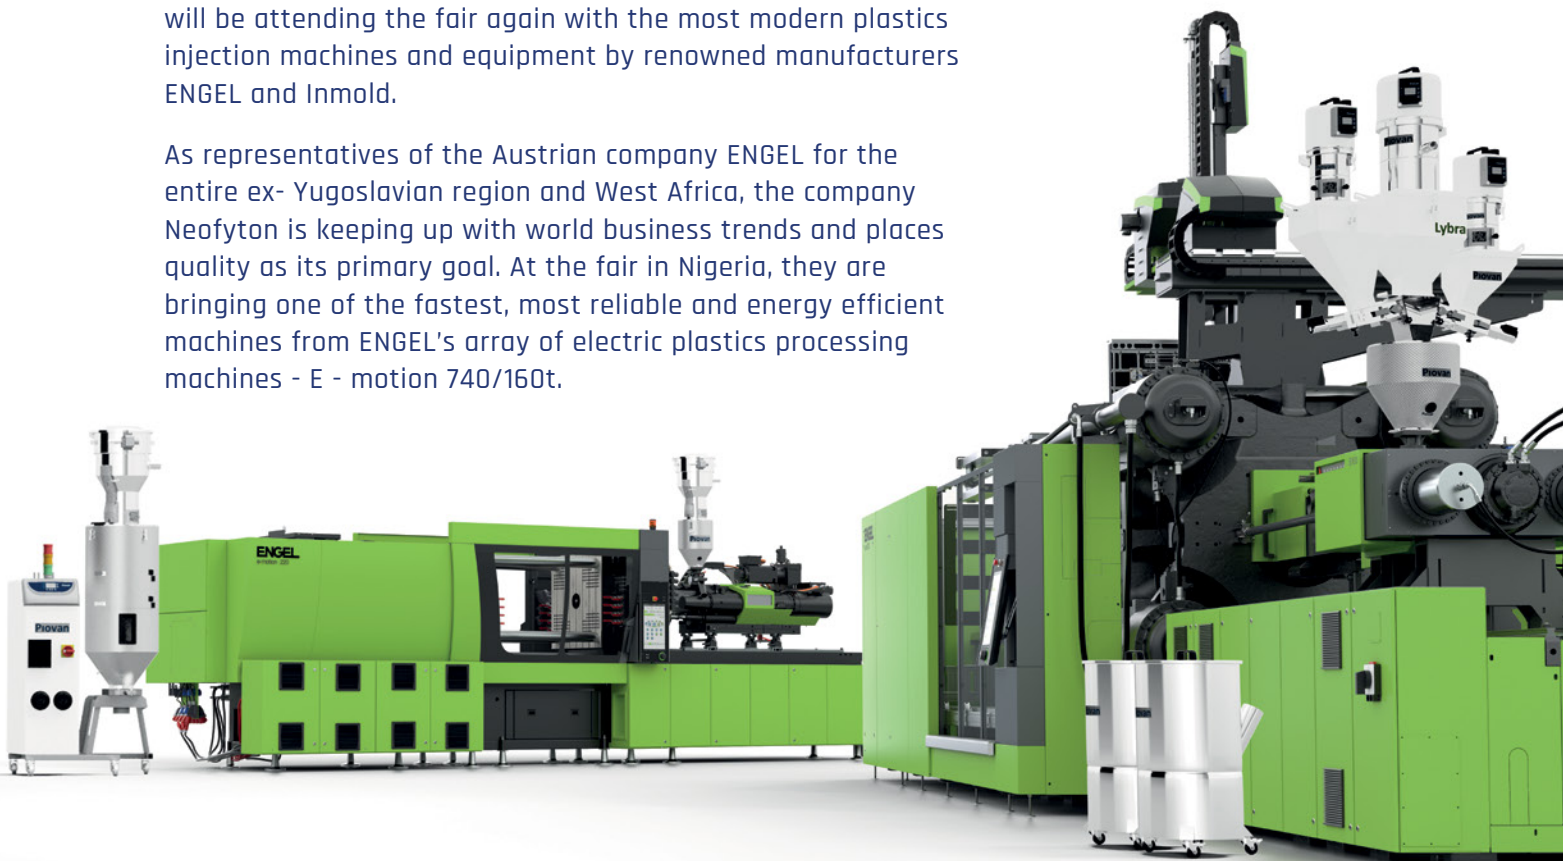 will be attending the fair again with the most modern plastics
injection machines and equipment by renowned manufacturers
ENGEL and Inmold.
As representatives of the Austrian company ENGEL for the
entire ex- Yugoslavian region and West Africa, the company
Neofyton is keeping up with world business trends and places
quality as its primary goal. At the fair in Nigeria, they are
bringing one of the fastest, most reliable and energy efficient
machines from ENGEL's array of electric plastics processing
machines - E - motion 740/160t.
Piovan
Lybra
Piovan
Piovan
ENGEL
Piovan
ENGEL
Piovan